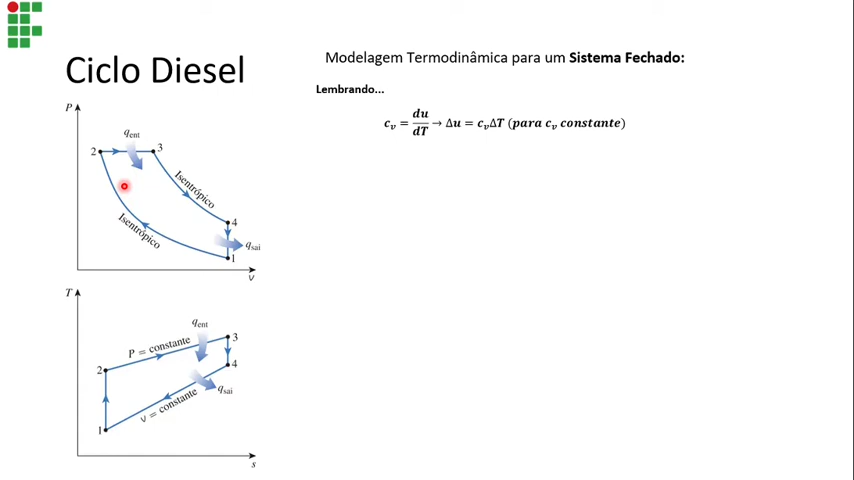 Ciclo Diesel
Modelagem Termodinâmica para um Sistema Fechado:
Lembrando...
c_v = du/dT → Δu = c_vΔT (para c_v constante)
P
q_ent
2
3
Isentrópico
Isentrópico
4
q_sai
1
v
T
q_ent
P = constante
3
2
4
q_sai
v = constante
1
s